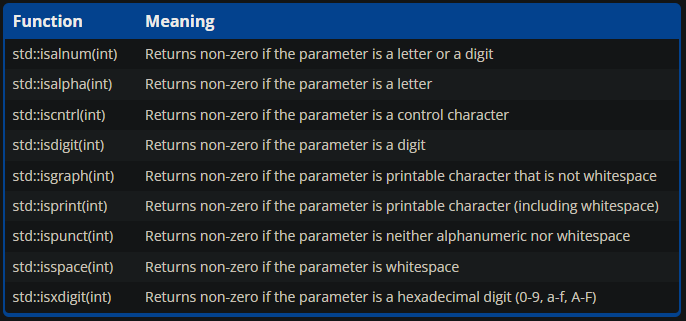 Function Meaning
std::isalnum(int) Returns non-zero if the parameter is a letter or a digit
std::isalpha(int) Returns non-zero if the parameter is a letter
std::iscntrl(int) Returns non-zero if the parameter is a control character
std::isdigit(int) Returns non-zero if the parameter is a digit
std::isgraph(int) Returns non-zero if the parameter is printable character that is not whitespace
std::isprint(int) Returns non-zero if the parameter is printable character (including whitespace)
std::ispunct(int) Returns non-zero if the parameter is neither alphanumeric nor whitespace
std::isspace(int) Returns non-zero if the parameter is whitespace
std::isxdigit(int) Returns non-zero if the parameter is a hexadecimal digit (0-9, a-f, A-F)